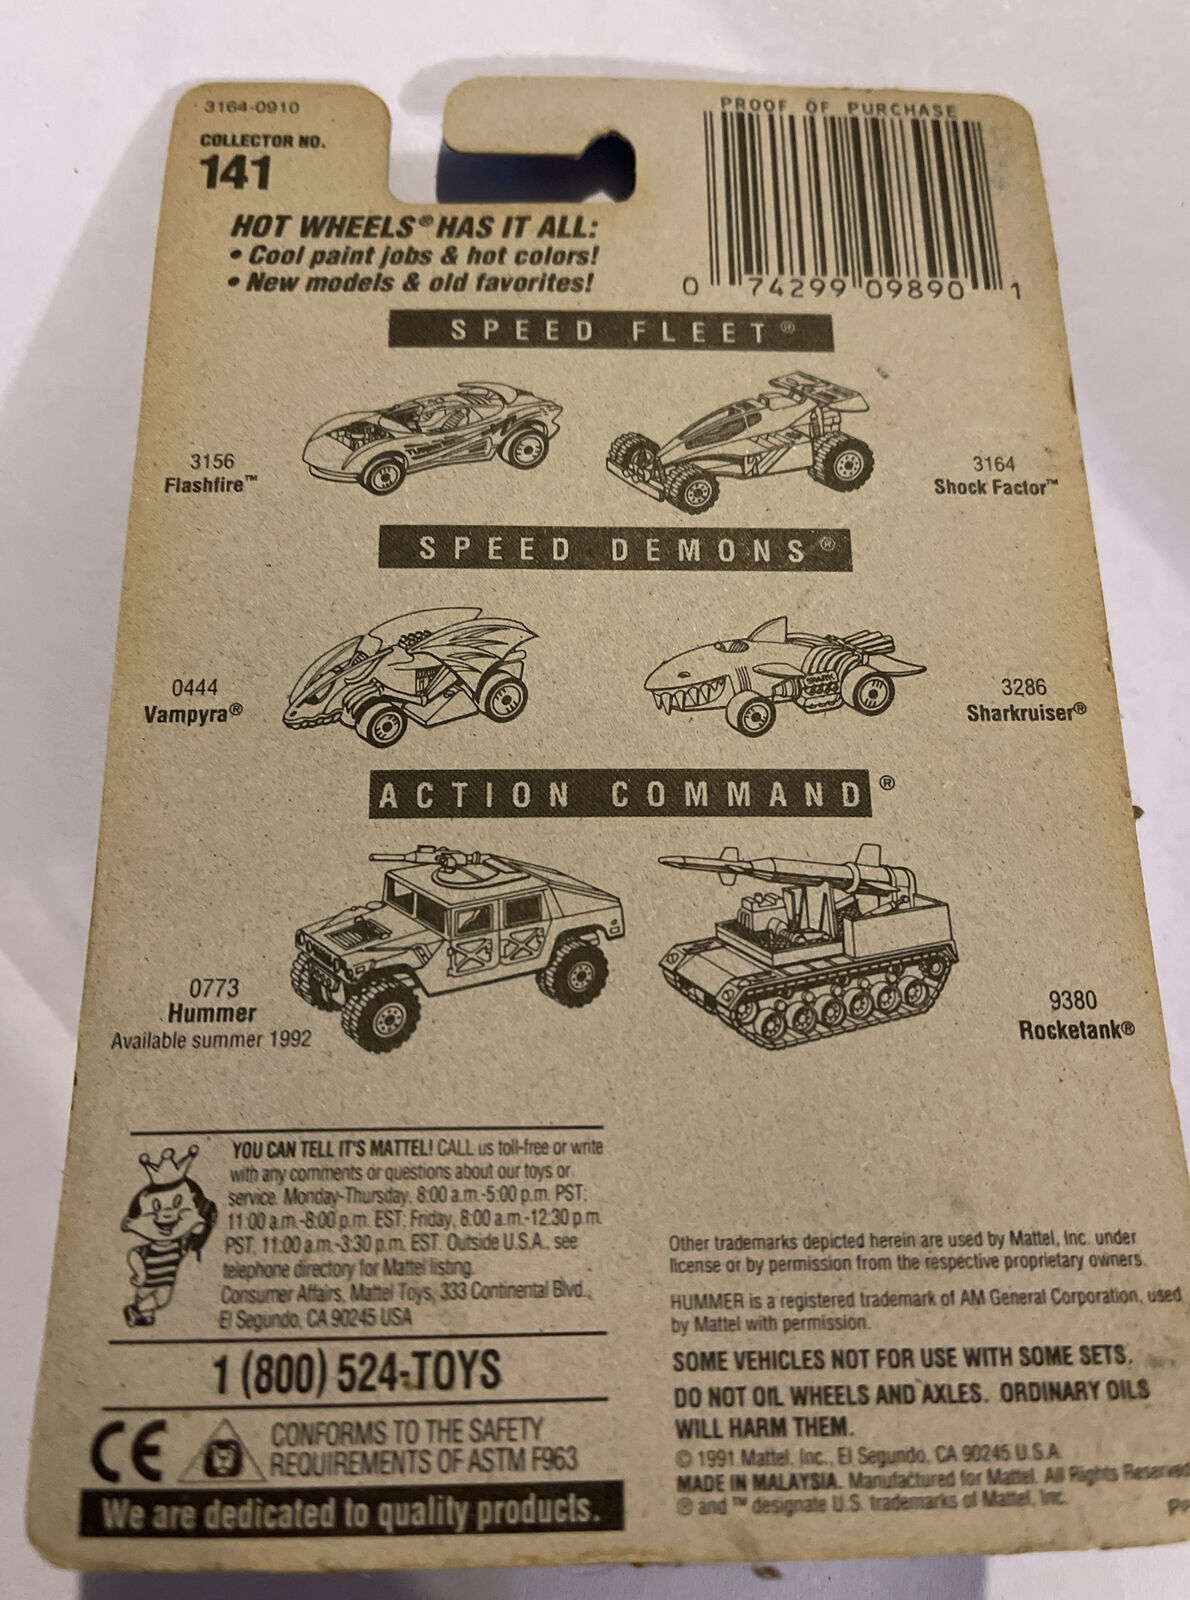 3164-0910
COLLECTOR NO.
141
PROOF OF PURCHASE
0 74299 09890 1
HOT WHEELS® HAS IT ALL:
• Cool paint jobs & hot colors!
• New models & old favorites!
SPEED FLEET®
3156
Flashfire™
3164
Shock Factor™
SPEED DEMONS®
0444
Vampyra®
SHARK
3286
Sharkruiser®
ACTION COMMAND®
0773
Hummer
Available summer 1992
9380
Rocketank®
YOU CAN TELL IT'S MATTEL! CALL us toll-free or write
with any comments or questions about our toys or
service. Monday-Thursday, 8:00 a.m.-5:00 p.m. PST;
11:00 a.m.-8:00 p.m. EST; Friday, 8:00 a.m.-12:30 p.m.
PST, 11:00 a.m.-3:30 p.m. EST. Outside U.S.A., see
telephone directory for Mattel listing.
Consumer Affairs, Mattel Toys, 333 Continental Blvd.,
El Segundo, CA 90245 USA
1 (800) 524-TOYS
CE
CONFORMS TO THE SAFETY
REQUIREMENTS OF ASTM F963
We are dedicated to quality products.
Other trademarks depicted herein are used by Mattel, Inc. under
license or by permission from the respective proprietary owners.
HUMMER is a registered trademark of AM General Corporation, used
by Mattel with permission.
SOME VEHICLES NOT FOR USE WITH SOME SETS.
DO NOT OIL WHEELS AND AXLES. ORDINARY OILS
WILL HARM THEM.
© 1991 Mattel, Inc., El Segundo, CA 90245 U.S.A.
MADE IN MALAYSIA. Manufactured for Mattel. All Rights Reserved
® and ™ designate U.S. trademarks of Mattel, Inc.